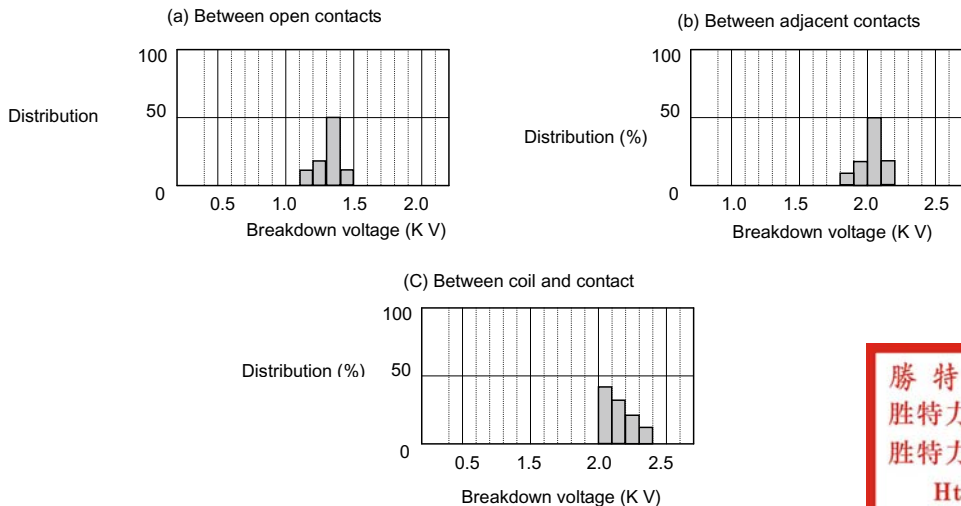 (a) Between open contacts
100
Distribution
50
0
0.5 1.0 1.5 2.0
Breakdown voltage (K V)
(b) Between adjacent contacts
100
50
Distribution (%)
0
1.0 1.5 2.0 2.5
Breakdown voltage (K V)
(C) Between coil and contact
100
Distribution (%)
50
0
0.5 1.5 2.0 2.5
Breakdown voltage (K V)
勝 特
胜特力
胜特力
Ht